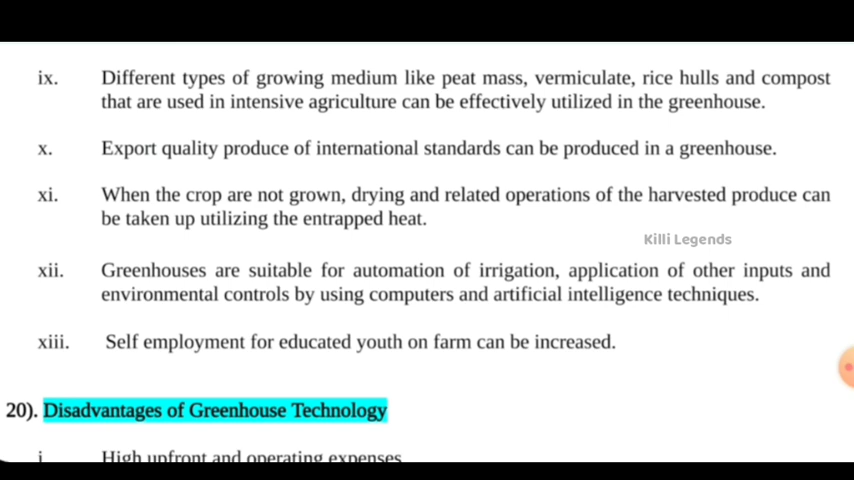 ix. Different types of growing medium like peat mass, vermiculate, rice hulls and compost
that are used in intensive agriculture can be effectively utilized in the greenhouse.
x. Export quality produce of international standards can be produced in a greenhouse.
xi. When the crop are not grown, drying and related operations of the harvested produce can
be taken up utilizing the entrapped heat.
Killi Legends
xii. Greenhouses are suitable for automation of irrigation, application of other inputs and
environmental controls by using computers and artificial intelligence techniques.
xiii. Self employment for educated youth on farm can be increased.
20). Disadvantages of Greenhouse Technology
i High upfront and operating expenses